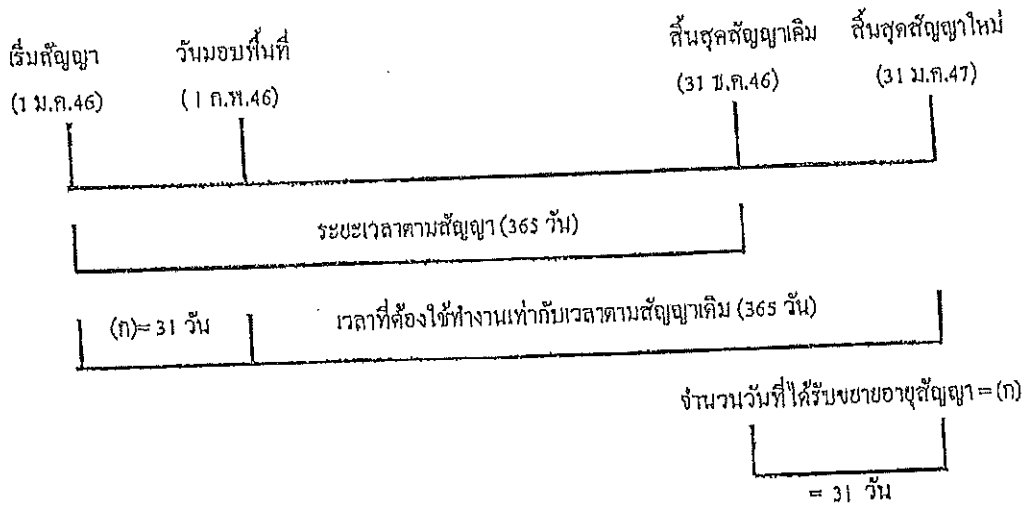 เริ่มสัญญา วันมอบพื้นที่ สิ้นสุดสัญญาเดิม สิ้นสุดสัญญาใหม่
(1 ม.ค.46) (1 ก.พ.46) (31 ธ.ค.46) (31 ม.ค.47)
ระยะเวลาตามสัญญา (365 วัน)
(ก)= 31 วัน เวลาที่ต้องใช้ทำงานเท่ากับเวลาตามสัญญาเดิม (365 วัน)
จำนวนวันที่ได้รับขยายอายุสัญญา = (ก)
= 31 วัน